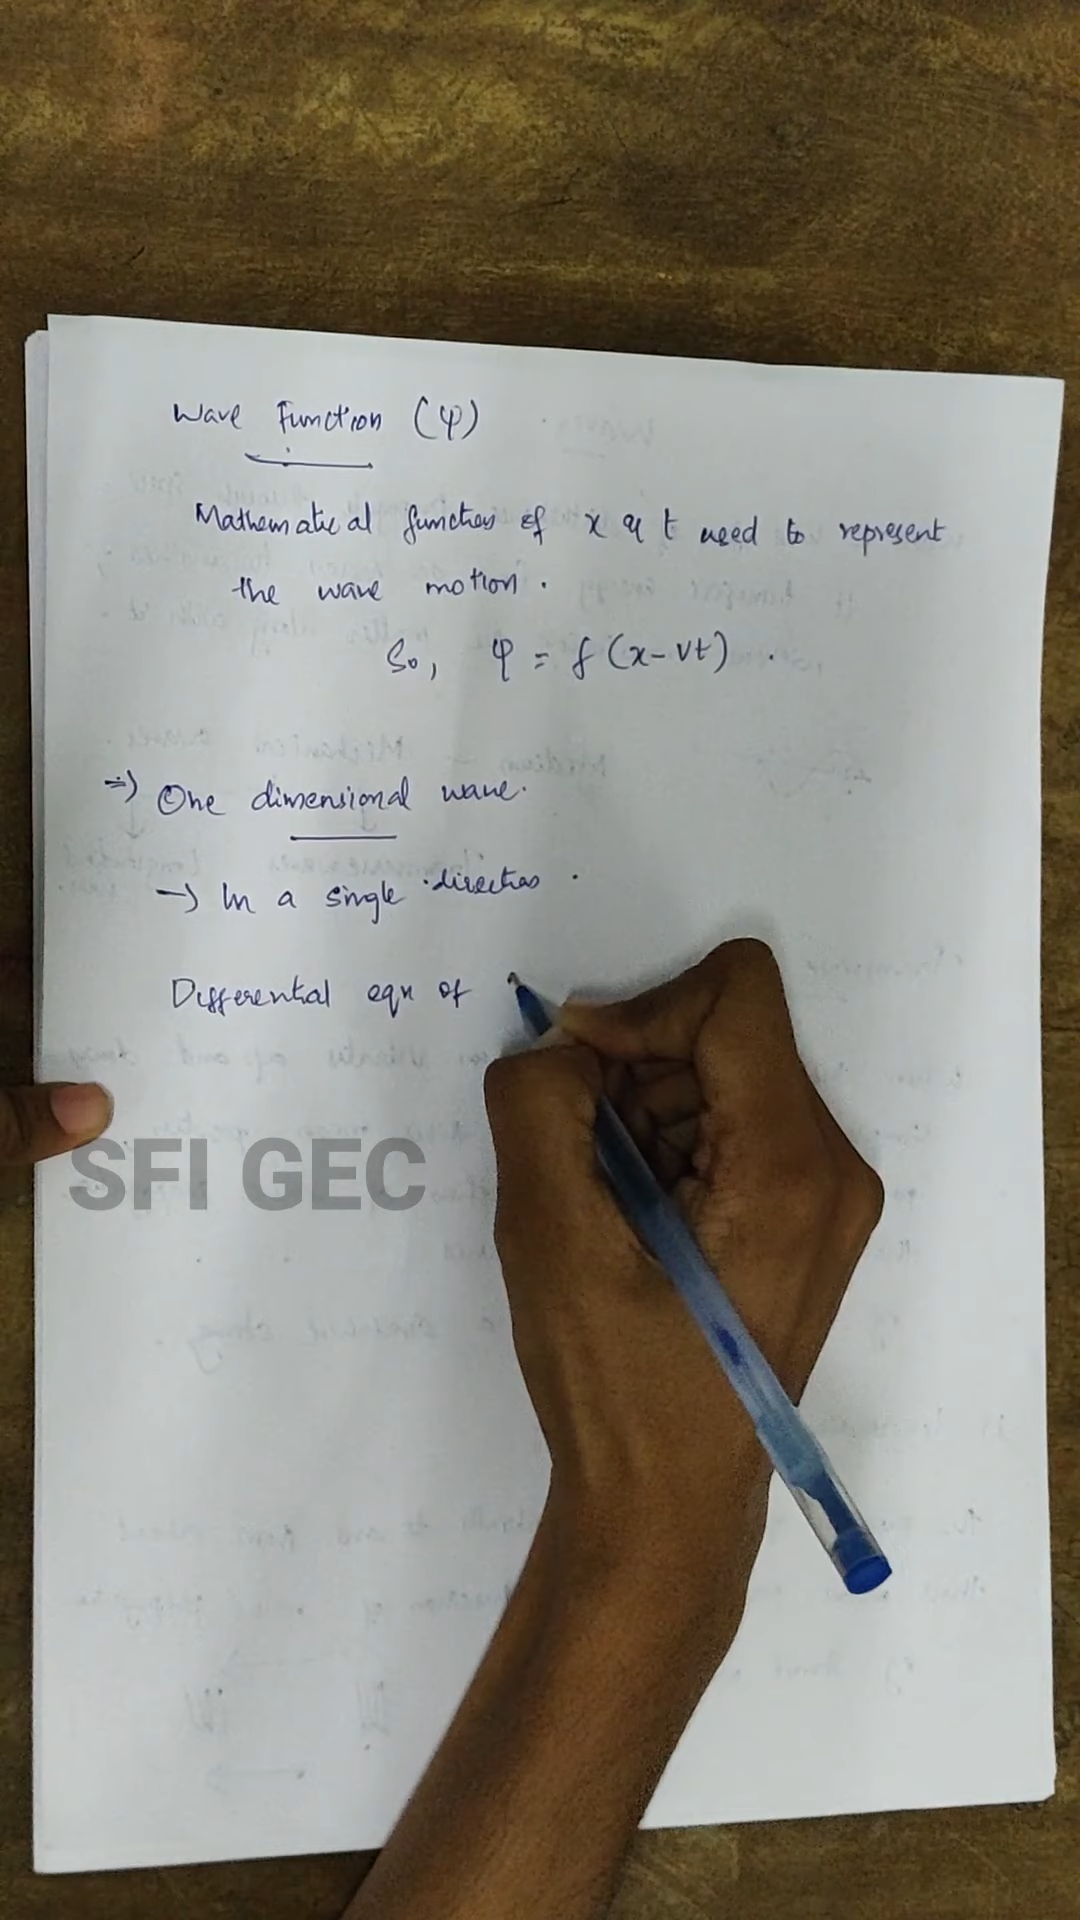 Wave Function (Ψ)
Mathematical function of x & t used to represent
the wave motion.
So, Ψ = f (x - vt).
=> One dimensional wave.
→ In a single direction.
Differential eqn of
SFI GEC